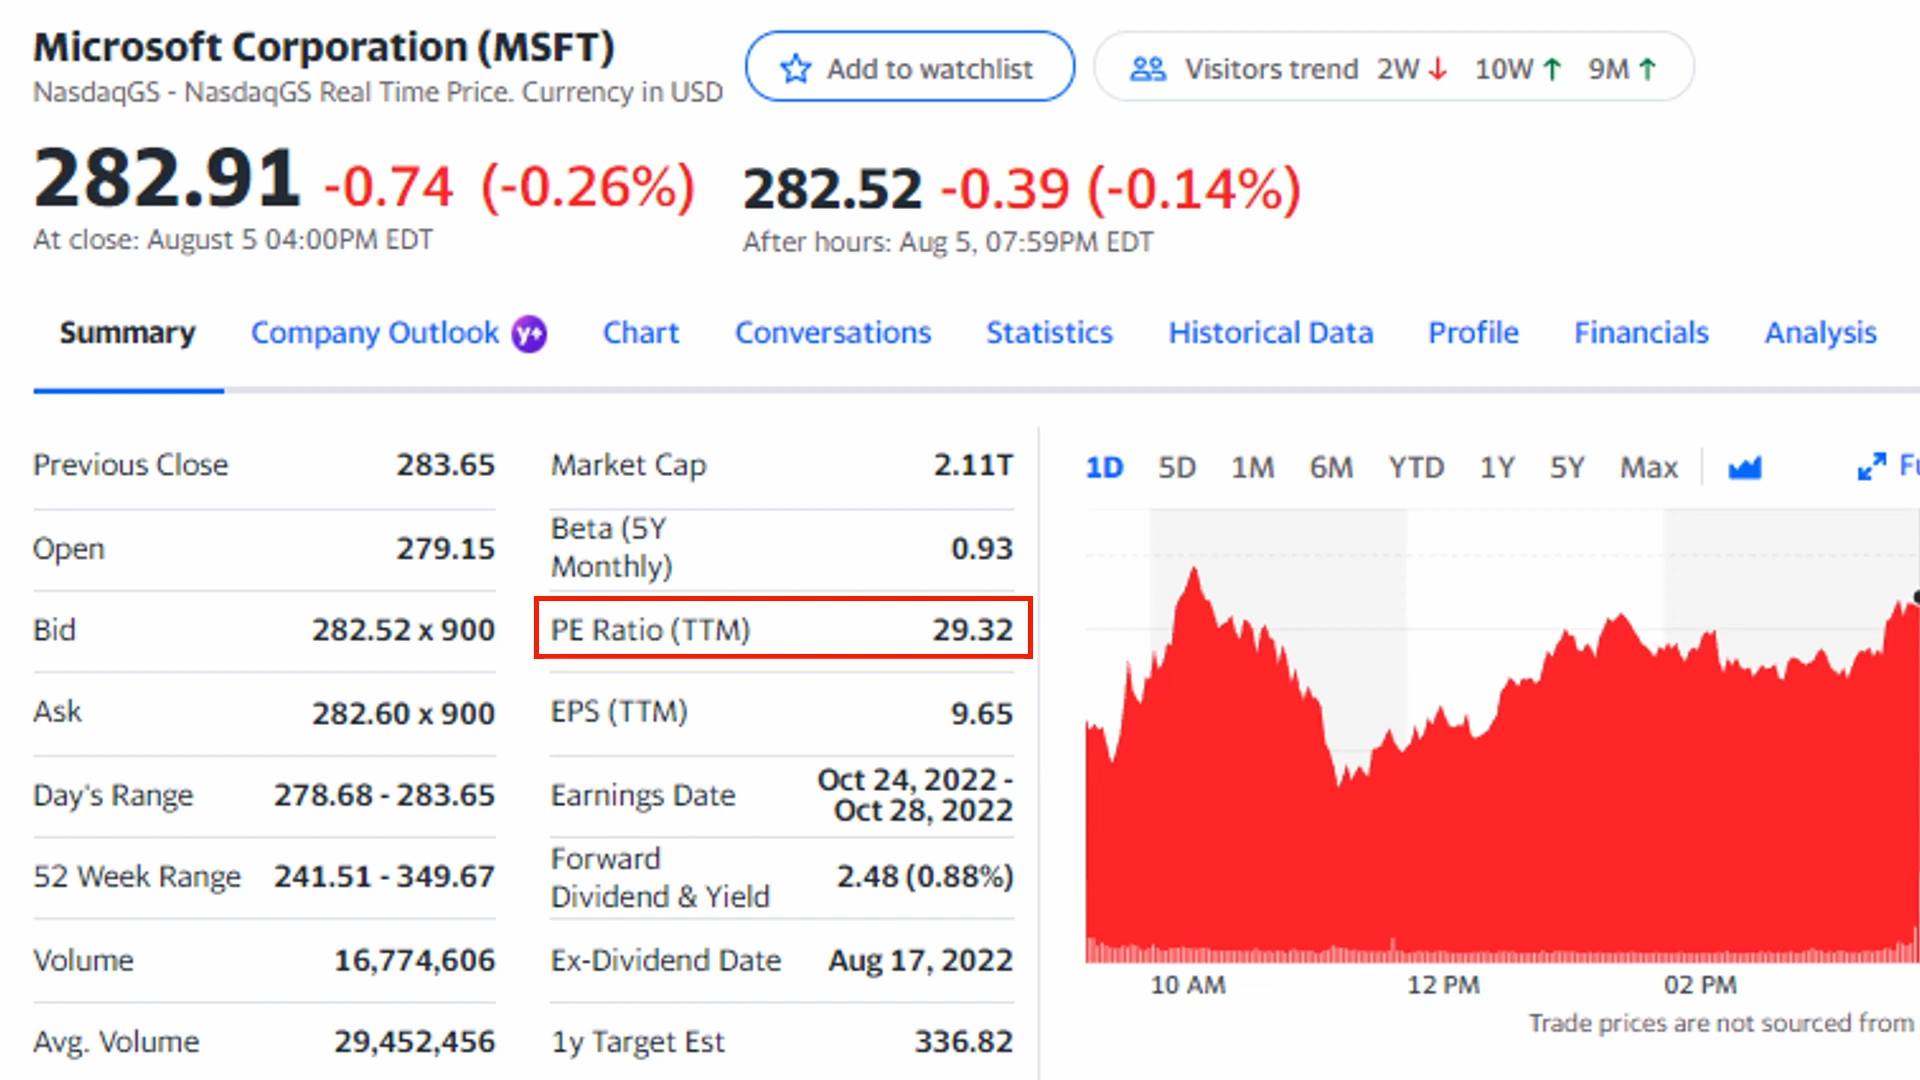 Microsoft Corporation (MSFT)
NasdaqGS - NasdaqGS Real Time Price. Currency in USD
Add to watchlist
Visitors trend 2W↓ 10W↑ 9M↑
282.91 -0.74 (-0.26%)
At close: August 5 04:00PM EDT
282.52 -0.39 (-0.14%)
After hours: Aug 5, 07:59PM EDT
Summary Company Outlook y+ Chart Conversations Statistics Historical Data Profile Financials Analysis
Previous Close 283.65
Open 279.15
Bid 282.52 x 900
Ask 282.60 x 900
Day's Range 278.68 - 283.65
52 Week Range 241.51 - 349.67
Volume 16,774,606
Avg. Volume 29,452,456
Market Cap 2.11T
Beta (5Y
Monthly) 0.93
PE Ratio (TTM) 29.32
EPS (TTM) 9.65
Earnings Date Oct 24, 2022 -
Oct 28, 2022
Forward
Dividend & Yield 2.48 (0.88%)
Ex-Dividend Date Aug 17, 2022
1y Target Est 336.82
1D 5D 1M 6M YTD 1Y 5Y Max
10 AM 12 PM 02 PM
Trade prices are not sourced from